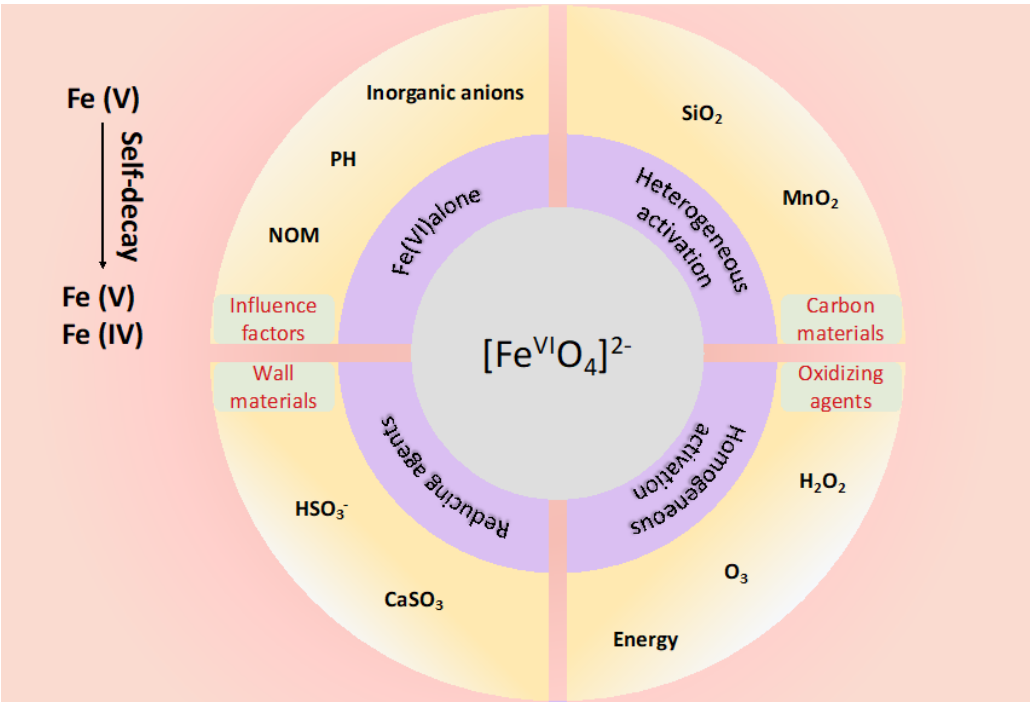 Fe (V)
Self-decay
Fe (V)
Fe (IV)
Inorganic anions
PH
NOM
Influence
factors
Fe(VI)alone
SiO₂
MnO₂
Carbon
materials
Heterogeneous
activation
[FeⱽᴵO₄]²⁻
Wall
materials
HSO₃⁻
CaSO₃
Reducing agents
Oxidizing
agents
H₂O₂
O₃
Energy
Homogeneous
activation